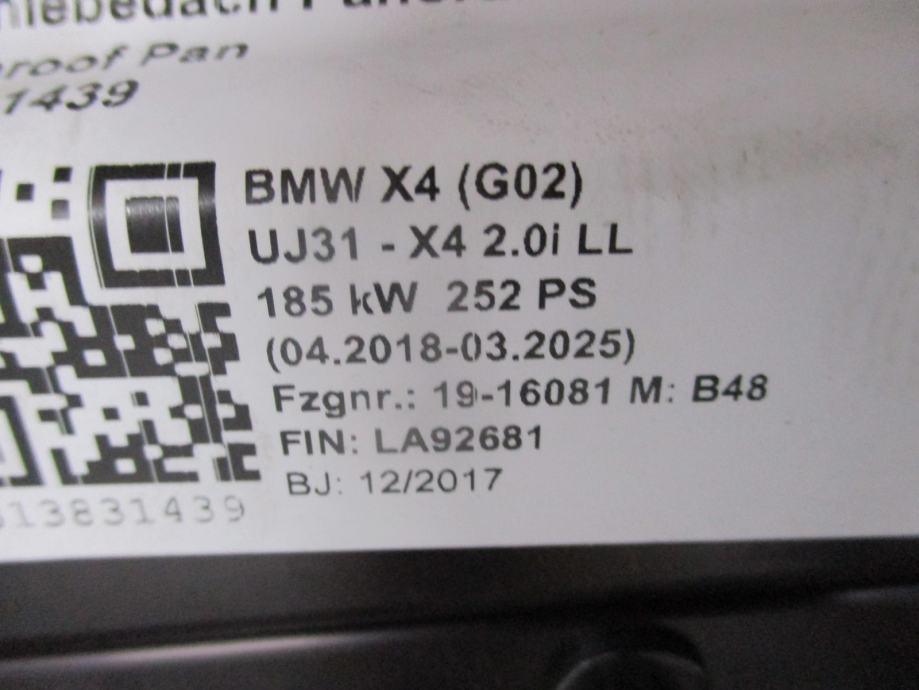 roof Pan
1439
BMW X4 (G02)
UJ31 - X4 2.0i LL
185 kW 252 PS
(04.2018-03.2025)
Fzgnr.: 19-16081 M: B48
FIN: LA92681
BJ: 12/2017
13831439